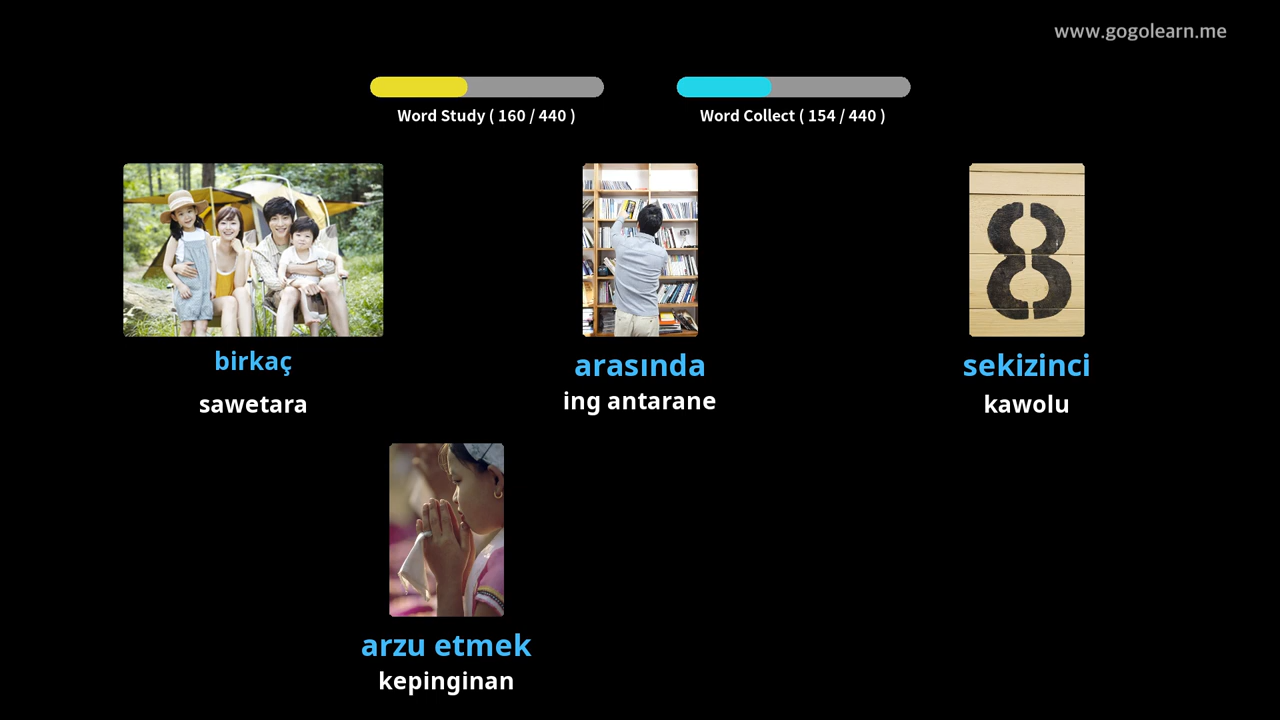 www.gogolearn.me
Word Study ( 160 / 440 )
Word Collect ( 154 / 440 )
birkaç
sawetara
arasında
ing antarane
sekizinci
kawolu
arzu etmek
kepinginan